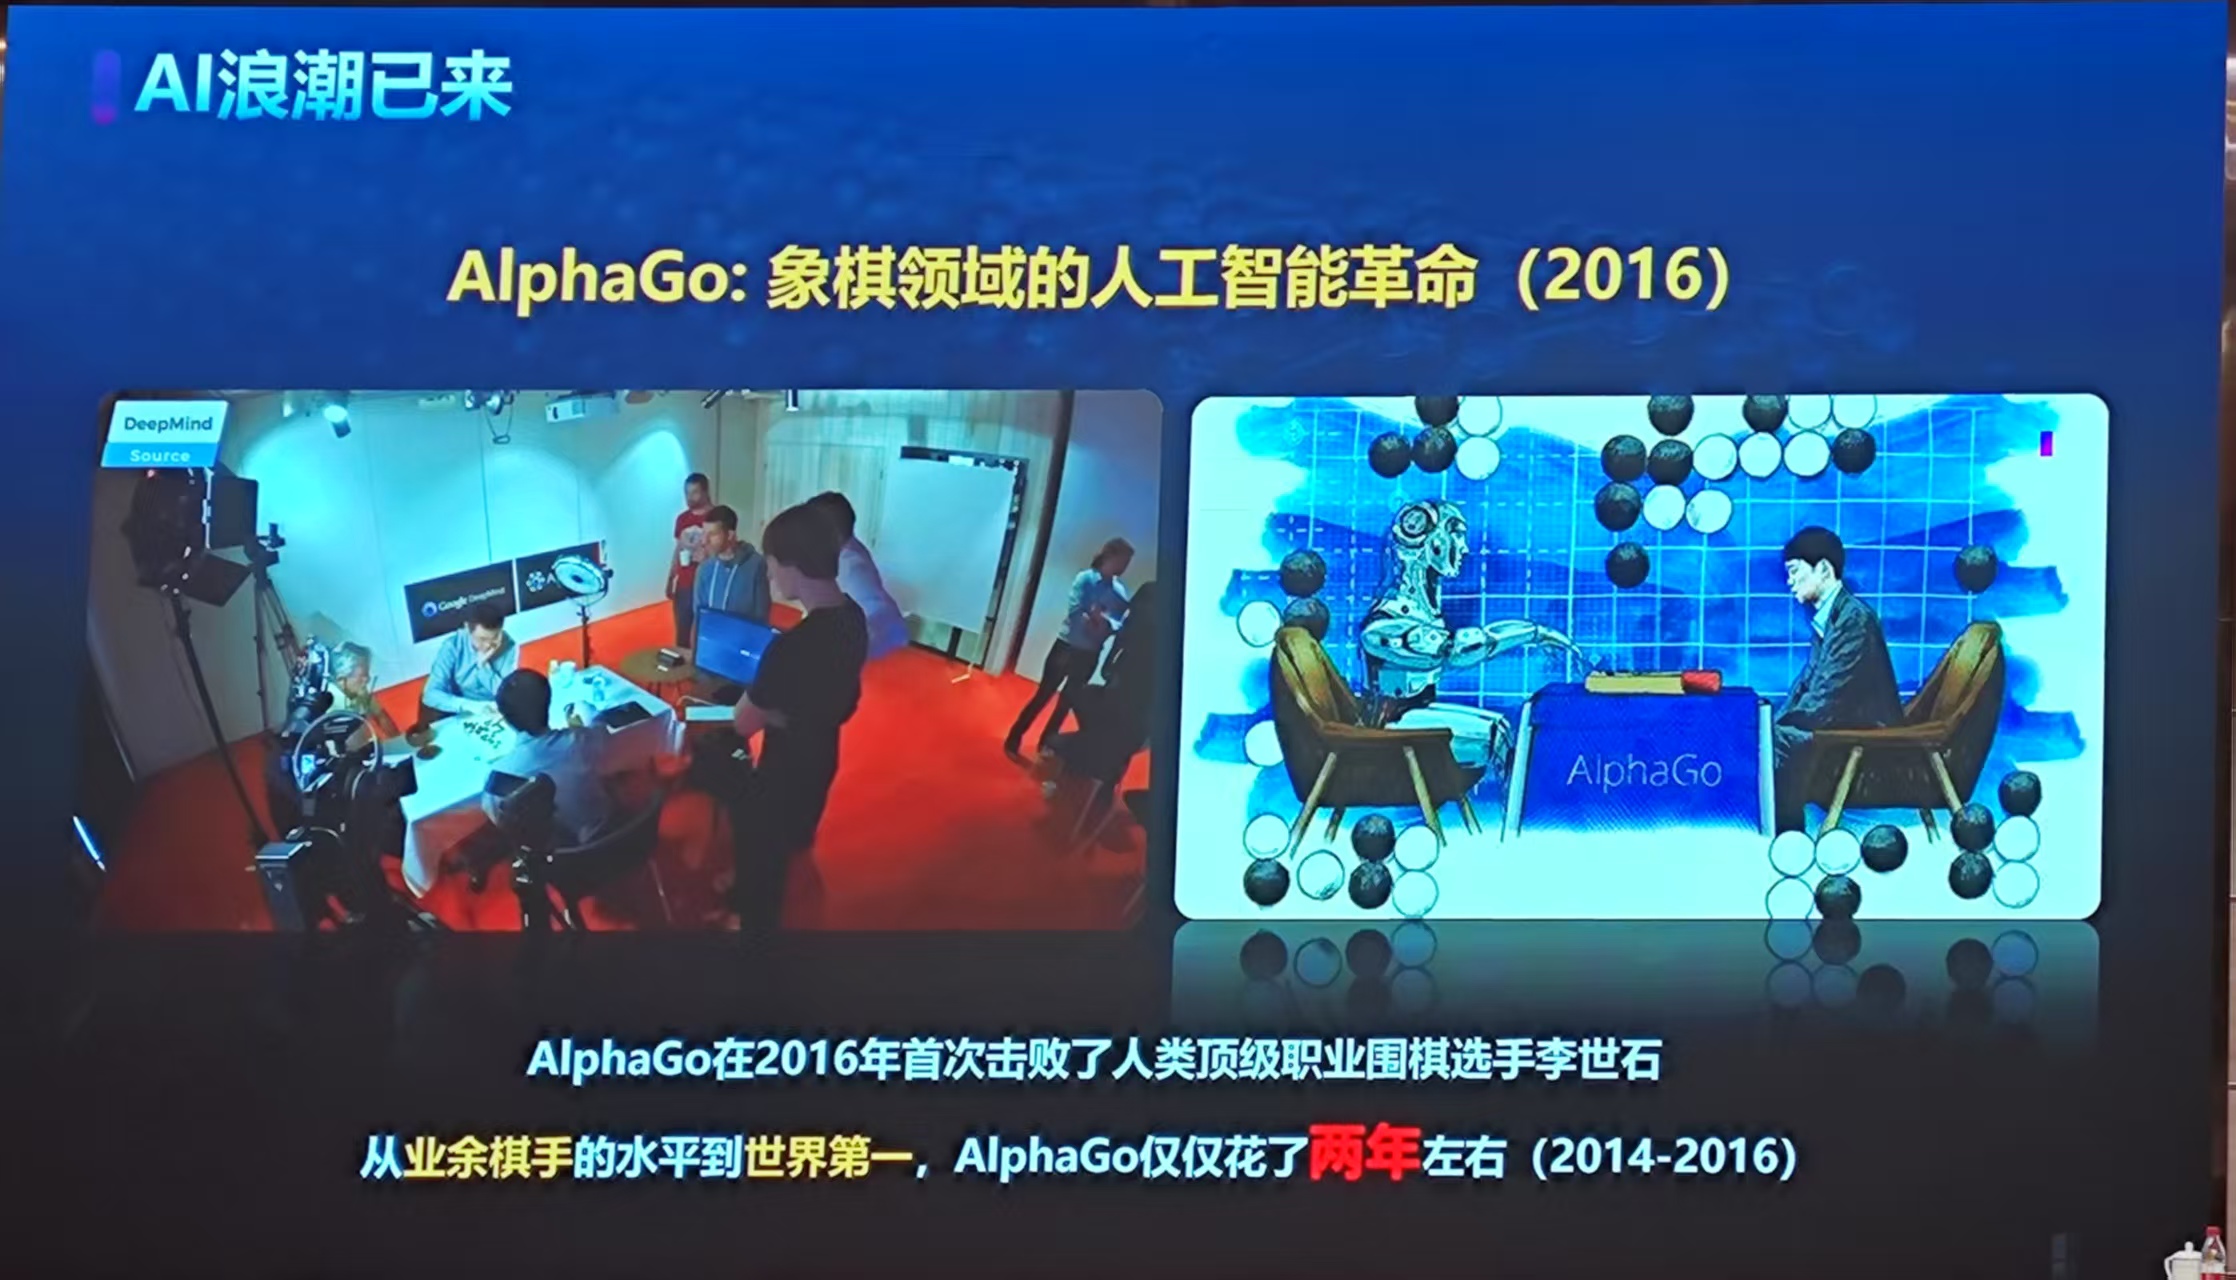 AI浪潮已来
AlphaGo: 象棋领域的人工智能革命（2016）
DeepMind
Source
Google DeepMind
AlphaGo
AlphaGo在2016年首次击败了人类顶级职业围棋选手李世石
从业余棋手的水平到世界第一，AlphaGo仅仅花了两年左右（2014-2016）